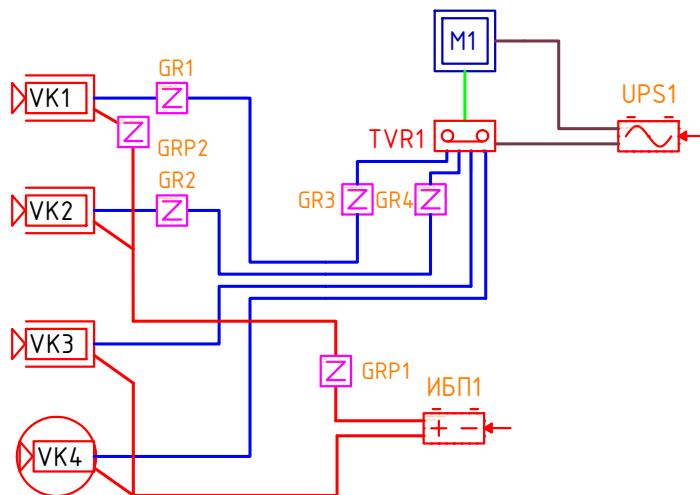 M1
GR1
VK1
UPS1
TVR1
GRP2
GR2
VK2
GR3
GR4
VK3
GRP1
ИБП1
VK4